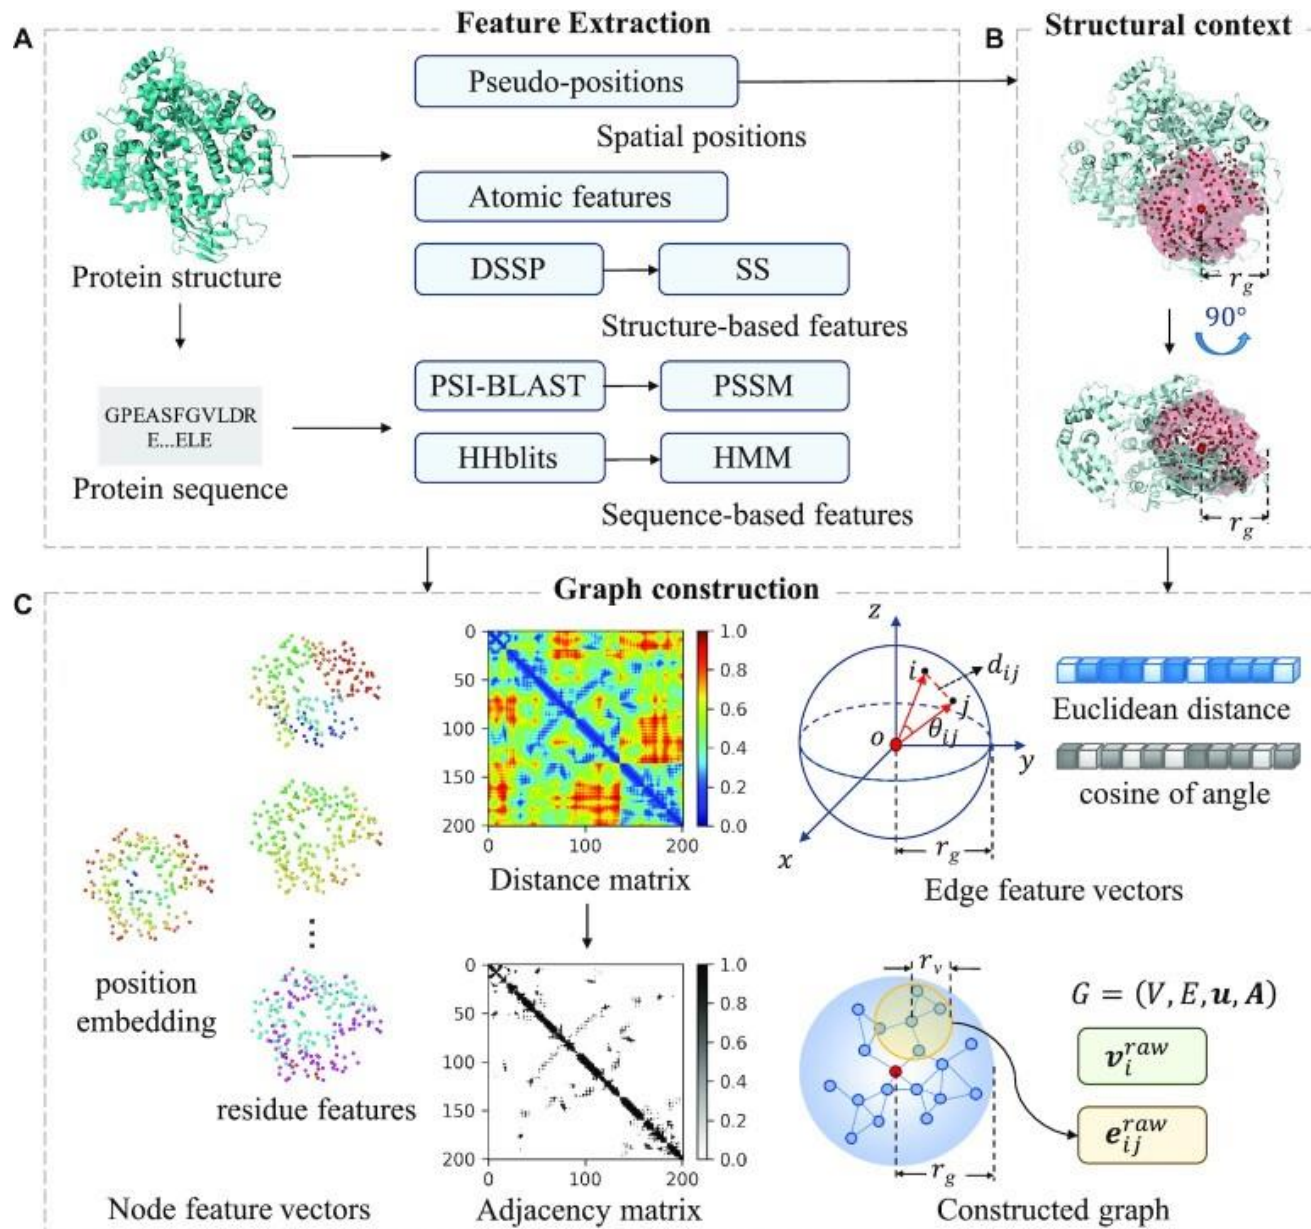 Feature Extraction
A
Pseudo-positions
Spatial positions
Atomic features
DSSP
SS
Structure-based features
Protein structure
PSI-BLAST
PSSM
GPEASFGVLDR
E...ELE
HHblits
HMM
Protein sequence
Sequence-based features
Structural context
B
r_g
90°
r_g
Graph construction
C
position
embedding
residue features
Node feature vectors
0
50
100
150
200
0
200
1.0
0.8
0.6
0.4
0.2
0.0
Distance matrix
0
50
100
150
200
0
200
1.0
0.8
0.6
0.4
0.2
0.0
Adjacency matrix
z
i
d_ij
j
θ_ij
o
y
x
r_g
Euclidean distance
cosine of angle
Edge feature vectors
r_v
G = (V, E, u, A)
v_i^raw
e_ij^raw
r_g
Constructed graph